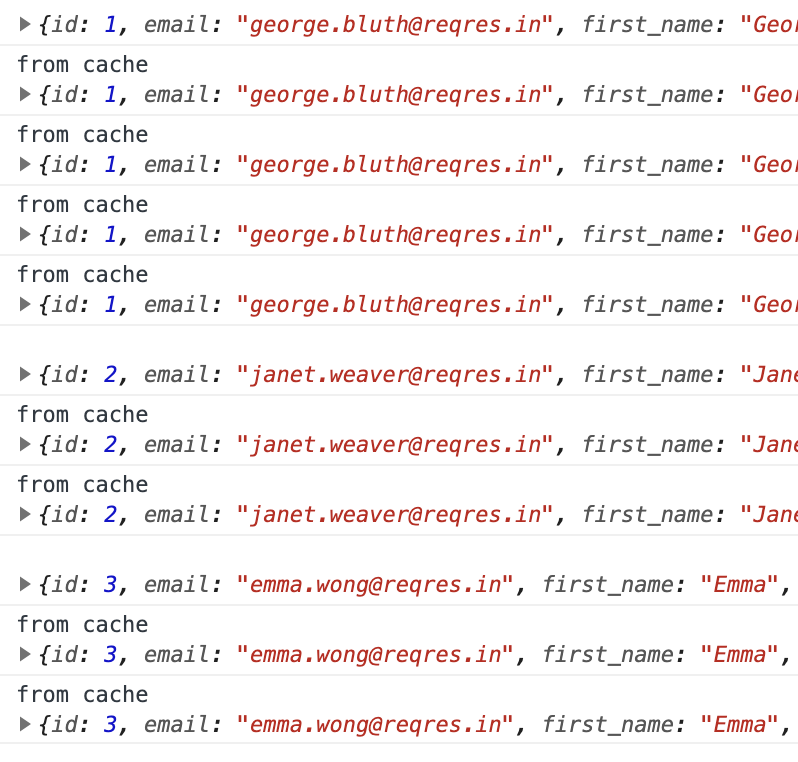 {id: 1, email: "george.bluth@reqres.in", first_name: "Geor
from cache
{id: 1, email: "george.bluth@reqres.in", first_name: "Geor
from cache
{id: 1, email: "george.bluth@reqres.in", first_name: "Geor
from cache
{id: 1, email: "george.bluth@reqres.in", first_name: "Geor
from cache
{id: 1, email: "george.bluth@reqres.in", first_name: "Geor
{id: 2, email: "janet.weaver@reqres.in", first_name: "Jane
from cache
{id: 2, email: "janet.weaver@reqres.in", first_name: "Jane
from cache
{id: 2, email: "janet.weaver@reqres.in", first_name: "Jane
{id: 3, email: "emma.wong@reqres.in", first_name: "Emma",
from cache
{id: 3, email: "emma.wong@reqres.in", first_name: "Emma",
from cache
{id: 3, email: "emma.wong@reqres.in", first_name: "Emma",